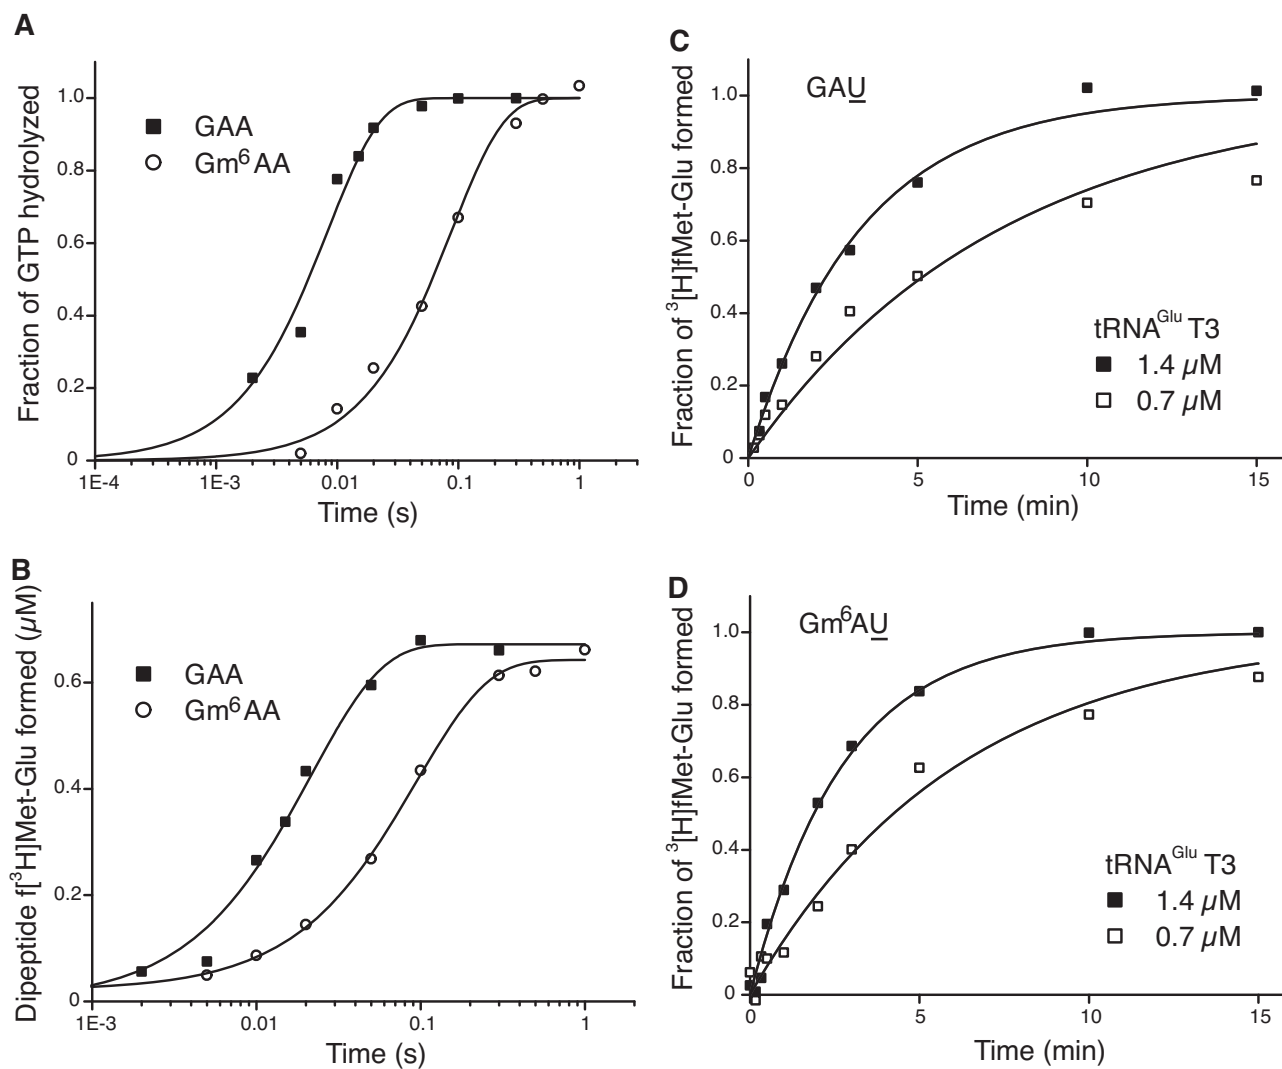 A
Fraction of GTP hydrolyzed
1.0
0.8
0.6
0.4
0.2
0
GAA
Gm⁶AA
1E-4 1E-3 0.01 0.1 1
Time (s)
B
Dipeptide f[³H]Met-Glu formed (µM)
0.6
0.4
0.2
0
GAA
Gm⁶AA
1E-3 0.01 0.1 1
Time (s)
C
Fraction of ³[H]fMet-Glu formed
GAU
1.0
0.8
0.6
0.4
0.2
0
tRNA^Glu T3
1.4 µM
0.7 µM
0 5 10 15
Time (min)
D
Fraction of ³[H]fMet-Glu formed
Gm⁶AU
1.0
0.8
0.6
0.4
0.2
0
tRNA^Glu T3
1.4 µM
0.7 µM
0 5 10 15
Time (min)